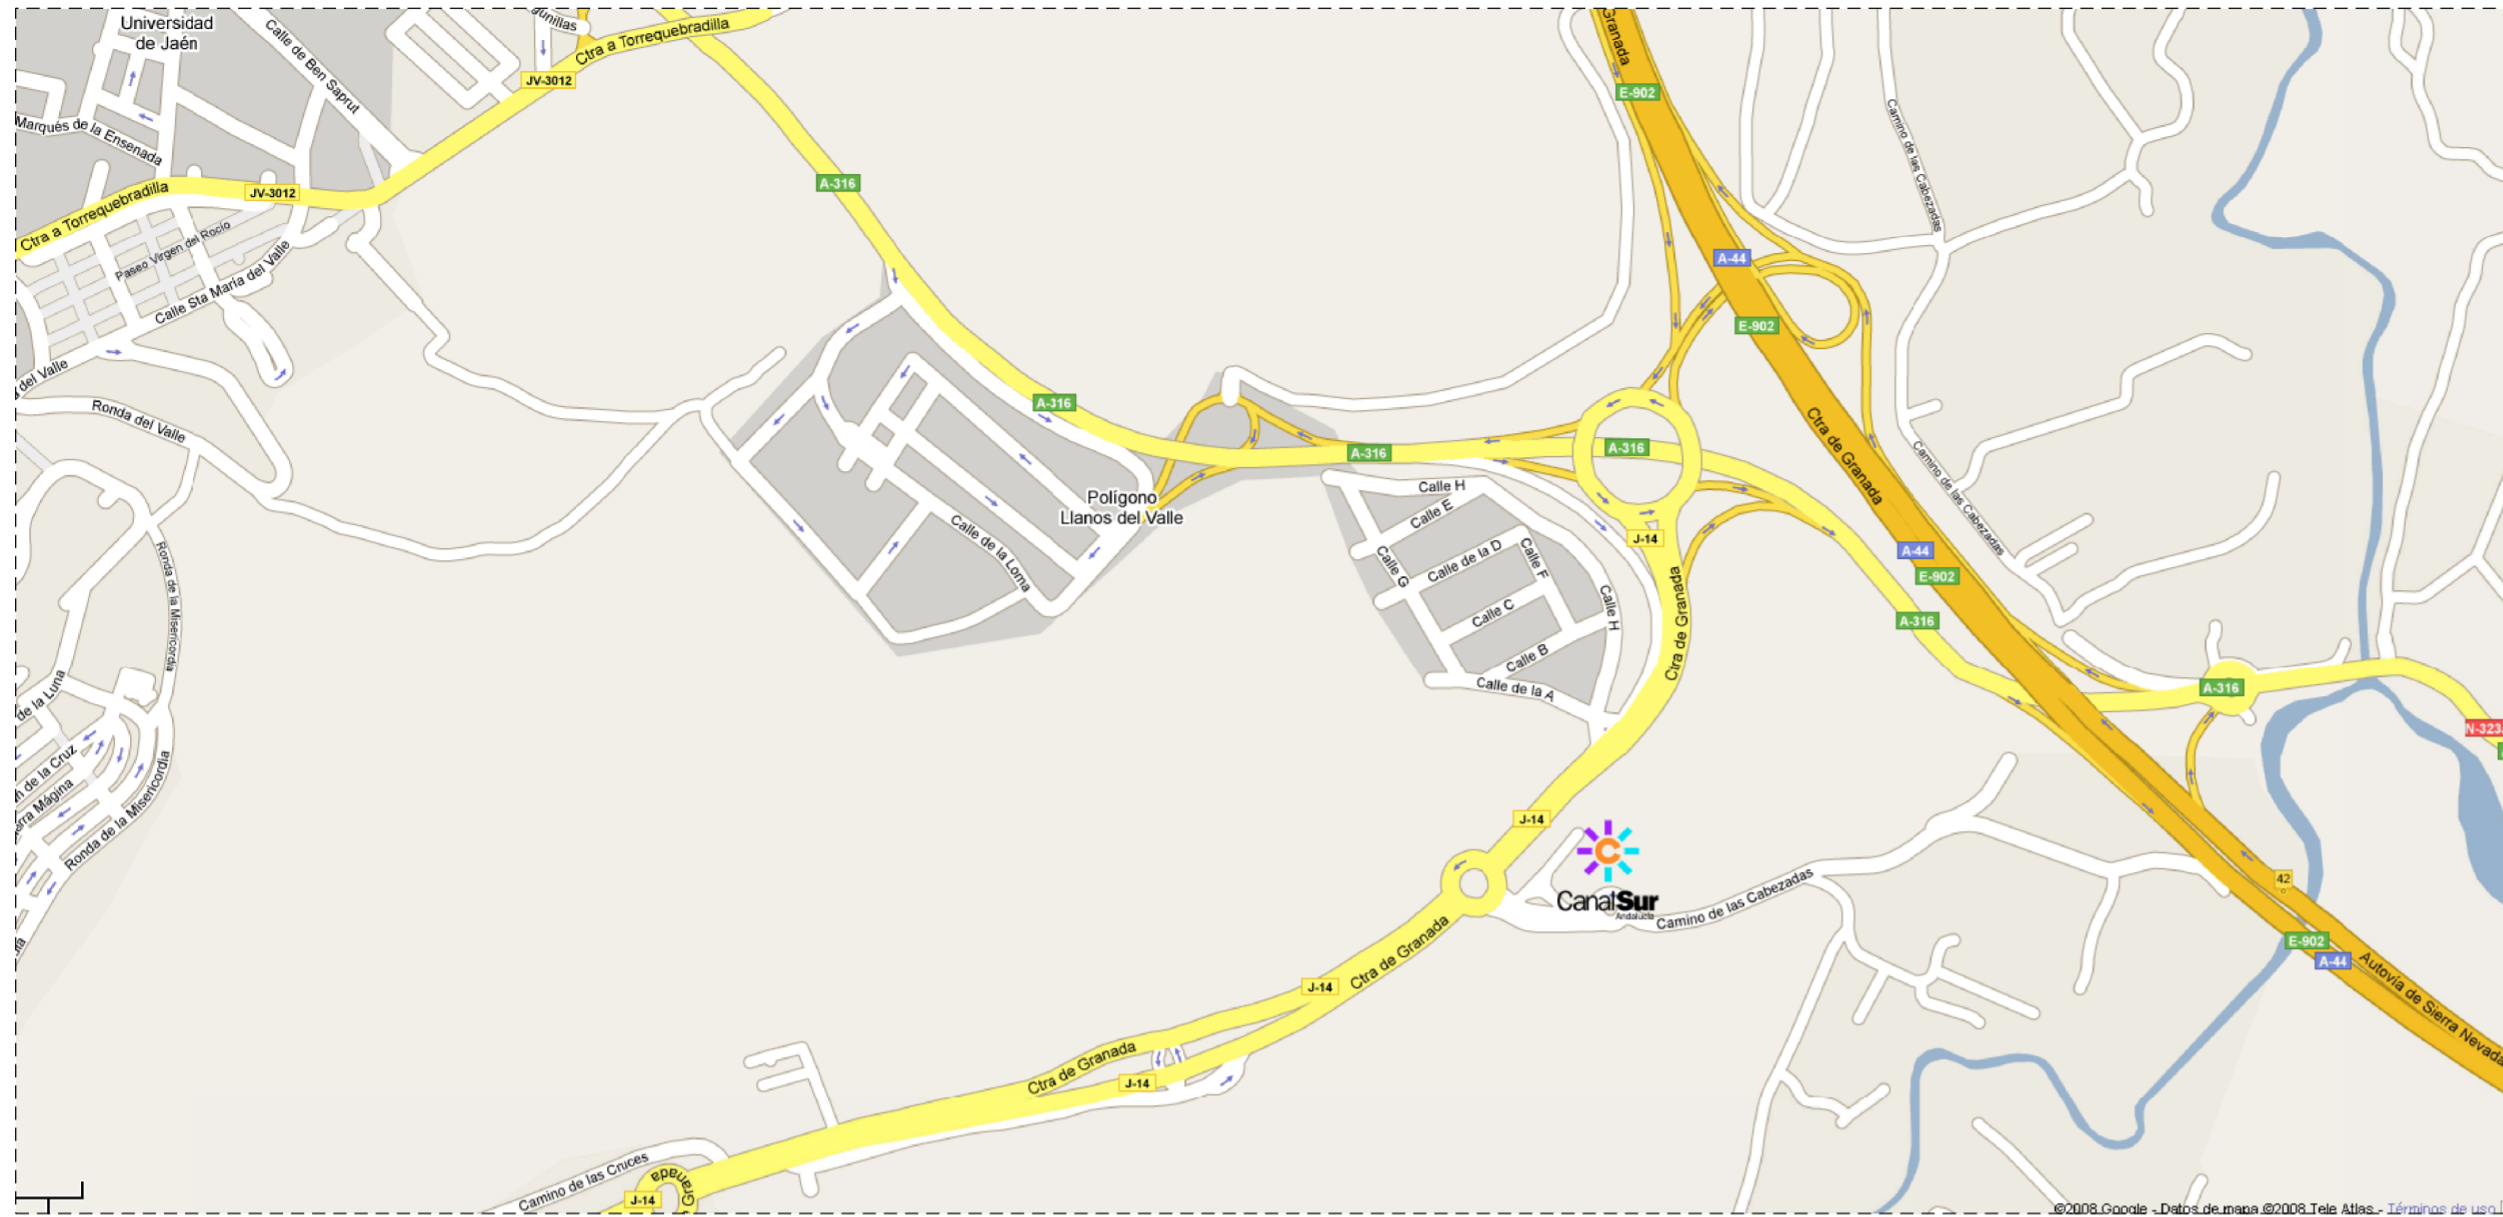 Universidad
de Jaén
Calle de Ben Saprut
gunillas
Ctra a Torrequebradilla
JV-3012
Granada
E-902
Marqués de la Ensenada
Camino de las Cabezadas
A-316
JV-3012
Ctra a Torrequebradilla
Paseo Virgen del Rocío
Calle Sta María del Valle
A-44
E-902
del Valle
Ronda del Valle
A-316
Ctra de Granada
A-316
A-316
Camino de las Cabezadas
Polígono
Llanos del Valle
Calle H
Calle E
Calle de la Loma
Calle G
Calle de la D
Calle F
J-14
A-44
E-902
Ronda de la Misericordia
Calle C
Calle H
Ctra de Granada
A-316
Calle B
de la Luna
Calle de la A
A-316
N-323
n de la Cruz
erra Mágina
Ronda de la Misericordia
J-14
CanalSur
Andalucía
Camino de las Cabezadas
42
Ctra de Granada
E-902
A-44
Autovía de Sierra Nevada
J-14
Ctra de Granada
J-14
Camino de las Cruces
Granada
J-14
©2008 Google - Datos de mapa ©2008 Tele Atlas - Términos de uso